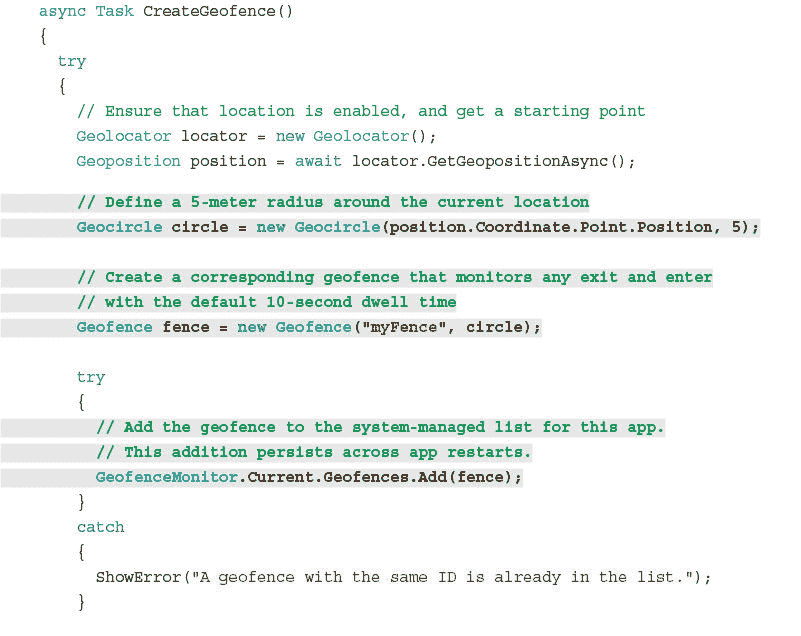 async Task CreateGeofence()
{
  try
  {
    // Ensure that location is enabled, and get a starting point
    Geolocator locator = new Geolocator();
    Geoposition position = await locator.GetGeopositionAsync();
    // Define a 5-meter radius around the current location
    Geocircle circle = new Geocircle(position.Coordinate.Point.Position, 5);
    // Create a corresponding geofence that monitors any exit and enter
    // with the default 10-second dwell time
    Geofence fence = new Geofence("myFence", circle);
    try
    {
      // Add the geofence to the system-managed list for this app.
      // This addition persists across app restarts.
      GeofenceMonitor.Current.Geofences.Add(fence);
    }
    catch
    {
      ShowError("A geofence with the same ID is already in the list.");
    }